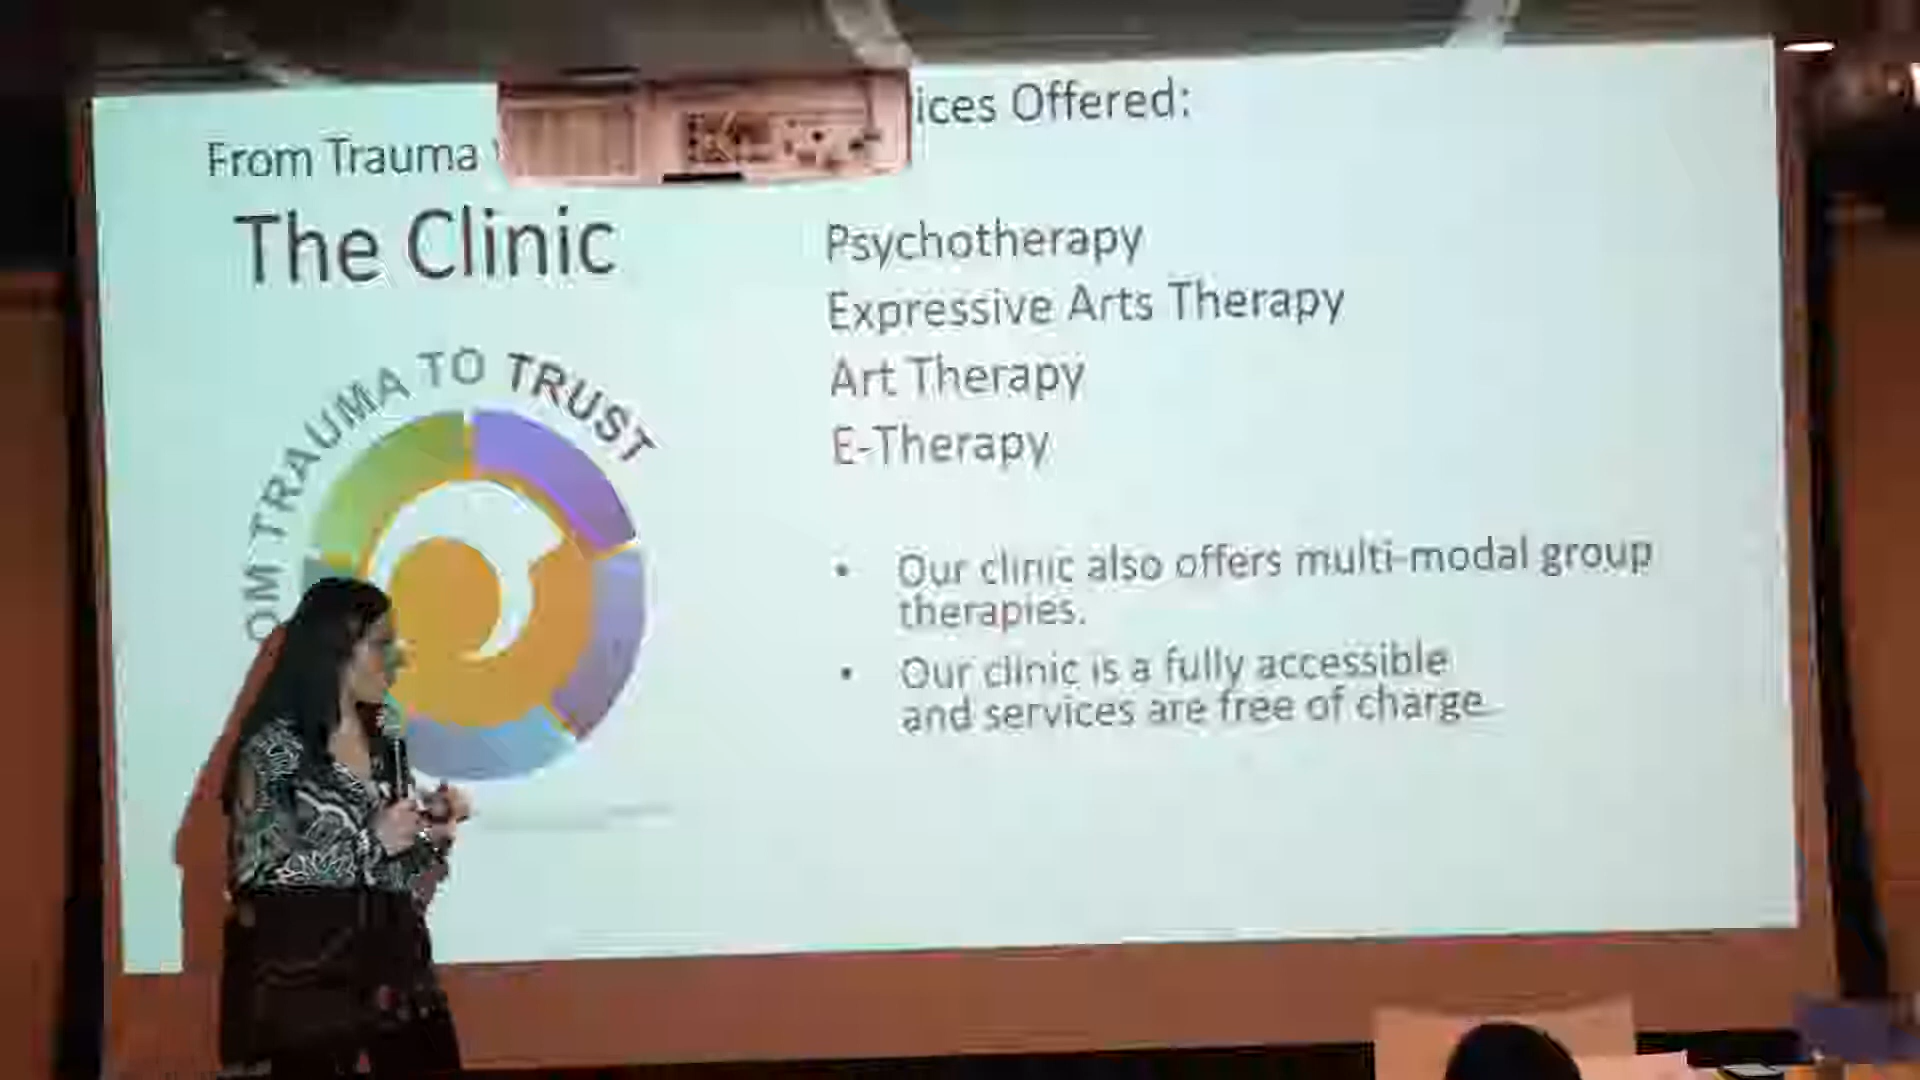 From Trauma
The Clinic
OM TRAUMA TO TRUST
ices Offered:
Psychotherapy
Expressive Arts Therapy
Art Therapy
E-Therapy
• Our clinic also offers multi-modal group
therapies.
• Our clinic is a fully accessible
and services are free of charge